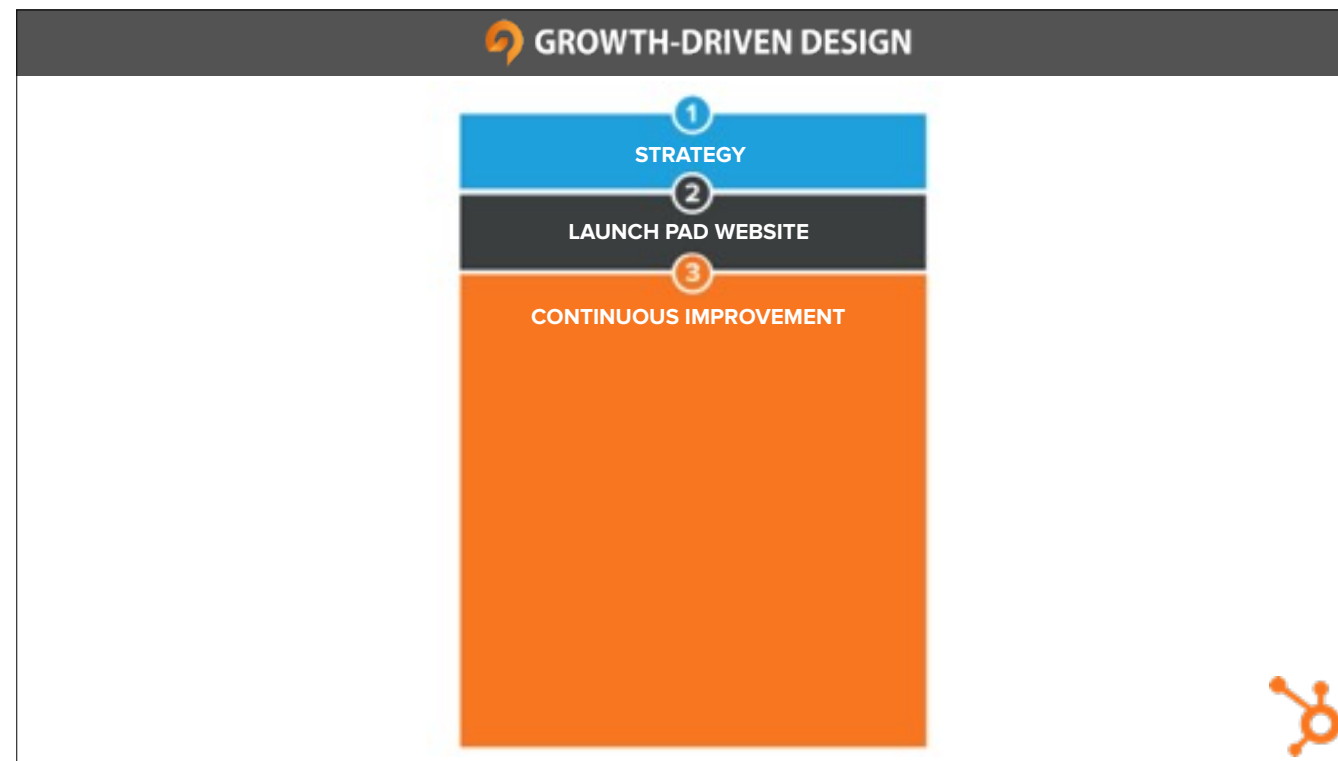 GROWTH-DRIVEN DESIGN
1
STRATEGY
2
LAUNCH PAD WEBSITE
3
CONTINUOUS IMPROVEMENT